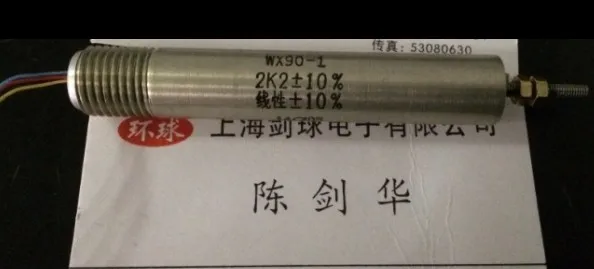 传真：53080630
WX90-1
2K2±10%
线性±10%
环球 上海剑球电子有限公司
陈剑华